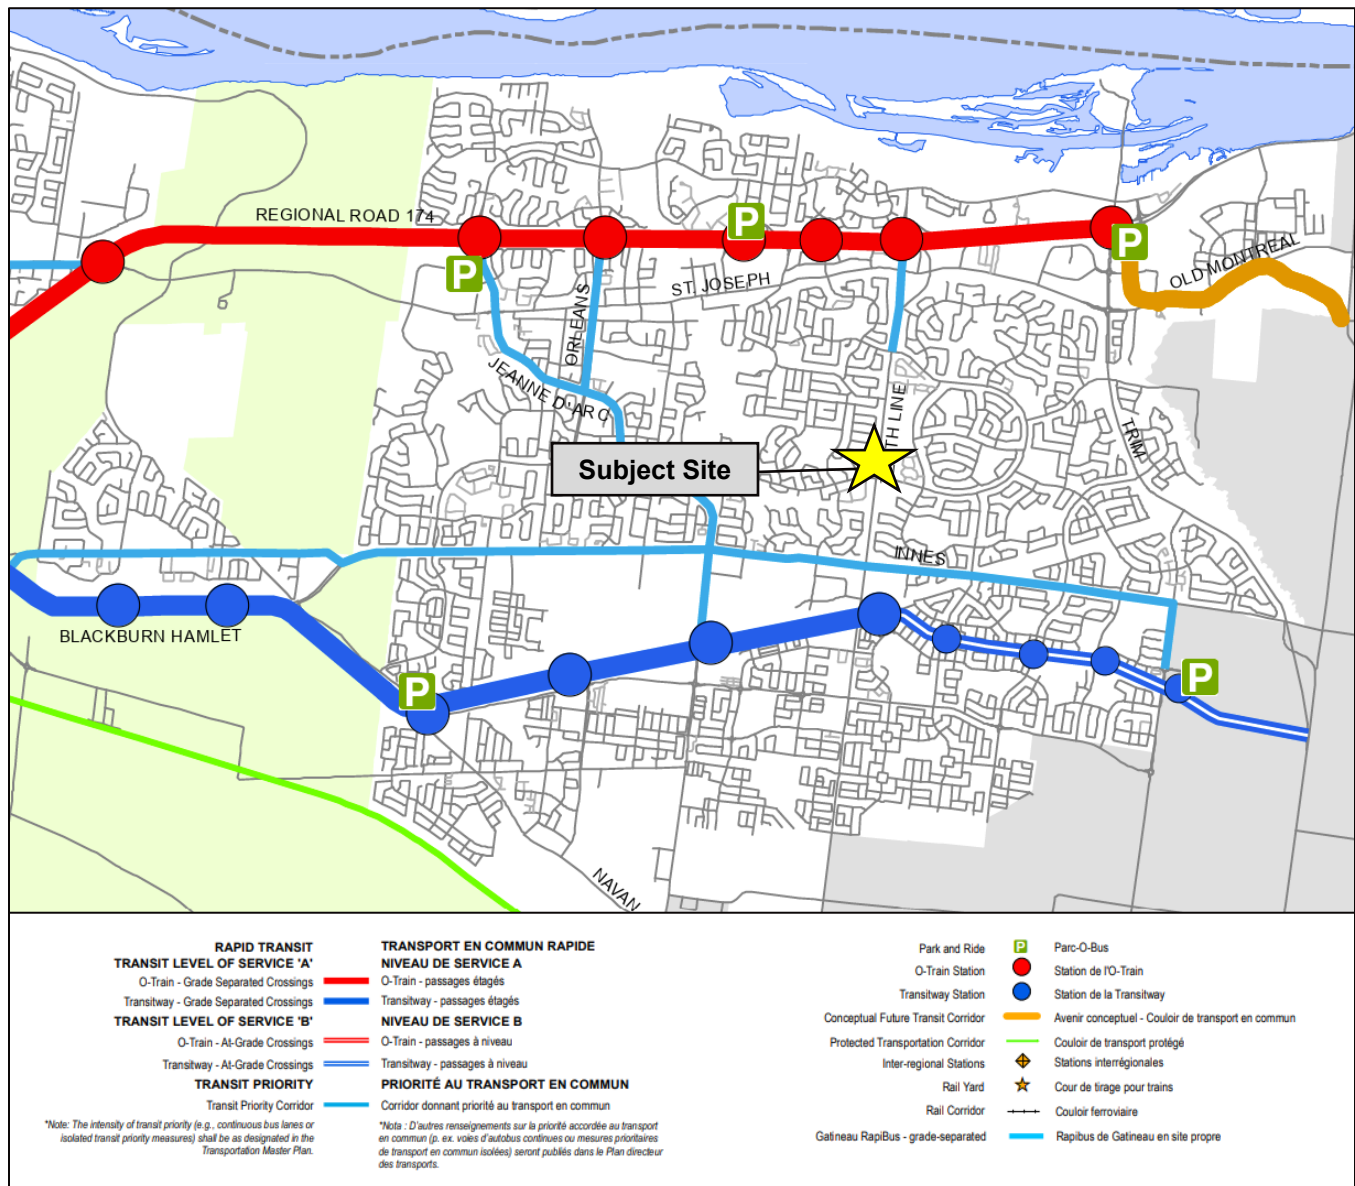 REGIONAL ROAD 174
P
P
P
ST. JOSEPH
OLD MONTREAL
ORLEANS
JEANNE D'ARC
TH LINE
TRIM
Subject Site
INNES
BLACKBURN HAMLET
P
P
NAVAN
RAPID TRANSIT
TRANSIT LEVEL OF SERVICE 'A'
O-Train - Grade Separated Crossings
Transitway - Grade Separated Crossings
TRANSIT LEVEL OF SERVICE 'B'
O-Train - At-Grade Crossings
Transitway - At-Grade Crossings
TRANSIT PRIORITY
Transit Priority Corridor
*Note: The intensity of transit priority (e.g., continuous bus lanes or
isolated transit priority measures) shall be as designated in the
Transportation Master Plan.
TRANSPORT EN COMMUN RAPIDE
NIVEAU DE SERVICE A
O-Train - passages étagés
Transitway - passages étagés
NIVEAU DE SERVICE B
O-Train - passages à niveau
Transitway - passages à niveau
PRIORITÉ AU TRANSPORT EN COMMUN
Corridor donnant priorité au transport en commun
*Nota : D'autres renseignements sur la priorité accordée au transport
en commun (p. ex. voies d'autobus continues ou mesures prioritaires
de transport en commun isolées) seront publiés dans le Plan directeur
des transports.
Park and Ride P Parc-O-Bus
O-Train Station Station de l'O-Train
Transitway Station Station de la Transitway
Conceptual Future Transit Corridor Avenir conceptuel - Couloir de transport en commun
Protected Transportation Corridor Couloir de transport protégé
Inter-regional Stations Stations interrégionales
Rail Yard Cour de tirage pour trains
Rail Corridor Couloir ferroviaire
Gatineau RapiBus - grade-separated Rapibus de Gatineau en site propre